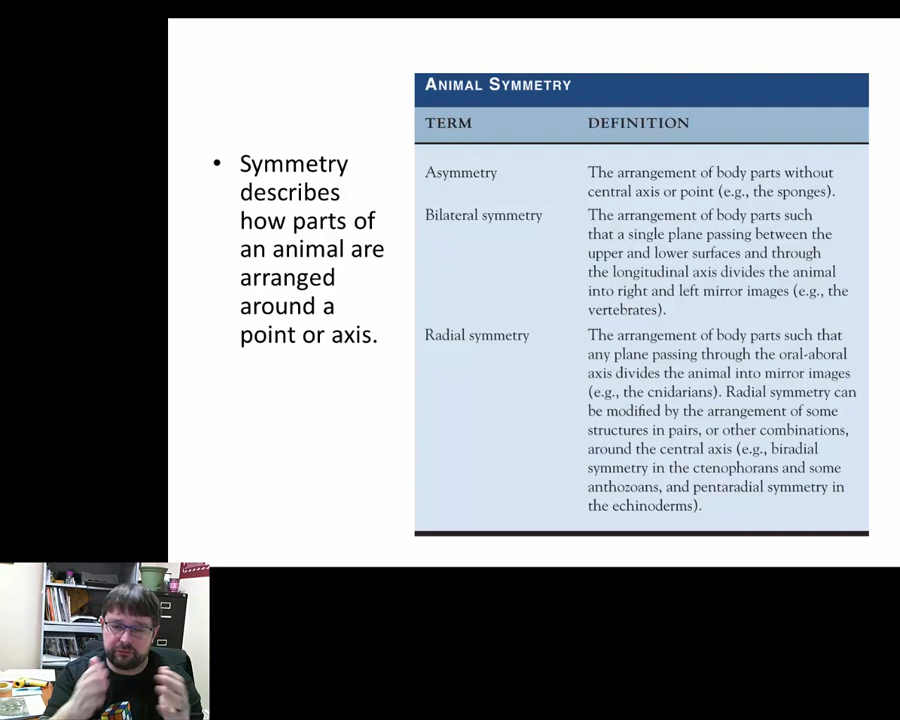 • Symmetry
describes
how parts of
an animal are
arranged
around a
point or axis.
ANIMAL SYMMETRY
TERM DEFINITION
Asymmetry The arrangement of body parts without
central axis or point (e.g., the sponges).
Bilateral symmetry The arrangement of body parts such
that a single plane passing between the
upper and lower surfaces and through
the longitudinal axis divides the animal
into right and left mirror images (e.g., the
vertebrates).
Radial symmetry The arrangement of body parts such that
any plane passing through the oral-aboral
axis divides the animal into mirror images
(e.g., the cnidarians). Radial symmetry can
be modified by the arrangement of some
structures in pairs, or other combinations,
around the central axis (e.g., biradial
symmetry in the ctenophorans and some
anthozoans, and pentaradial symmetry in
the echinoderms).